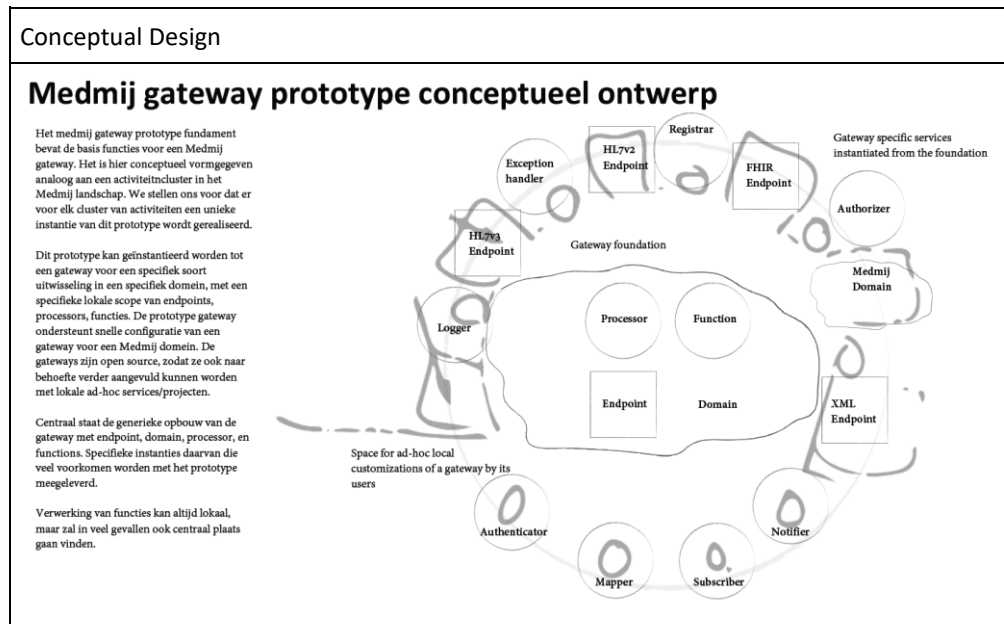 Conceptual Design
Medmij gateway prototype conceptueel ontwerp
Het medmij gateway prototype fundament
bevat de basis functies voor een Medmij
gateway. Het is hier conceptueel vormgegeven
analoog aan een activiteitncluster in het
Medmij landschap. We stellen ons voor dat er
voor elk cluster van activiteiten een unieke
instantie van dit prototype wordt gerealiseerd.
Dit prototype kan geïnstantieerd worden tot
een gateway voor een specifiek soort
uitwisseling in een specifiek domein, met een
specifieke lokale scope van endpoints,
processors, functies. De prototype gateway
ondersteunt snelle configuratie van een
gateway voor een Medmij domein. De
gateways zijn open source, zodat ze ook naar
behoefte verder aangevuld kunnen worden
met lokale ad-hoc services/projecten.
Centraal staat de generieke opbouw van de
gateway met endpoint, domain, processor, en
functions. Specifieke instanties daarvan die
veel voorkomen worden met het prototype
meegeleverd.
Verwerking van functies kan altijd lokaal,
maar zal in veel gevallen ook centraal plaats
gaan vinden.
Registrar
HL7v2
Endpoint
Exception
handler
FHIR
Endpoint
Gateway specific services
instantiated from the foundation
Authorizer
HL7v3
Endpoint
Gateway foundation
Medmij
Domain
Logger
Processor
Function
Endpoint
Domain
XML
Endpoint
Space for ad-hoc local
customizations of a gateway by its
users
Authenticator
Mapper
Subscriber
Notifier